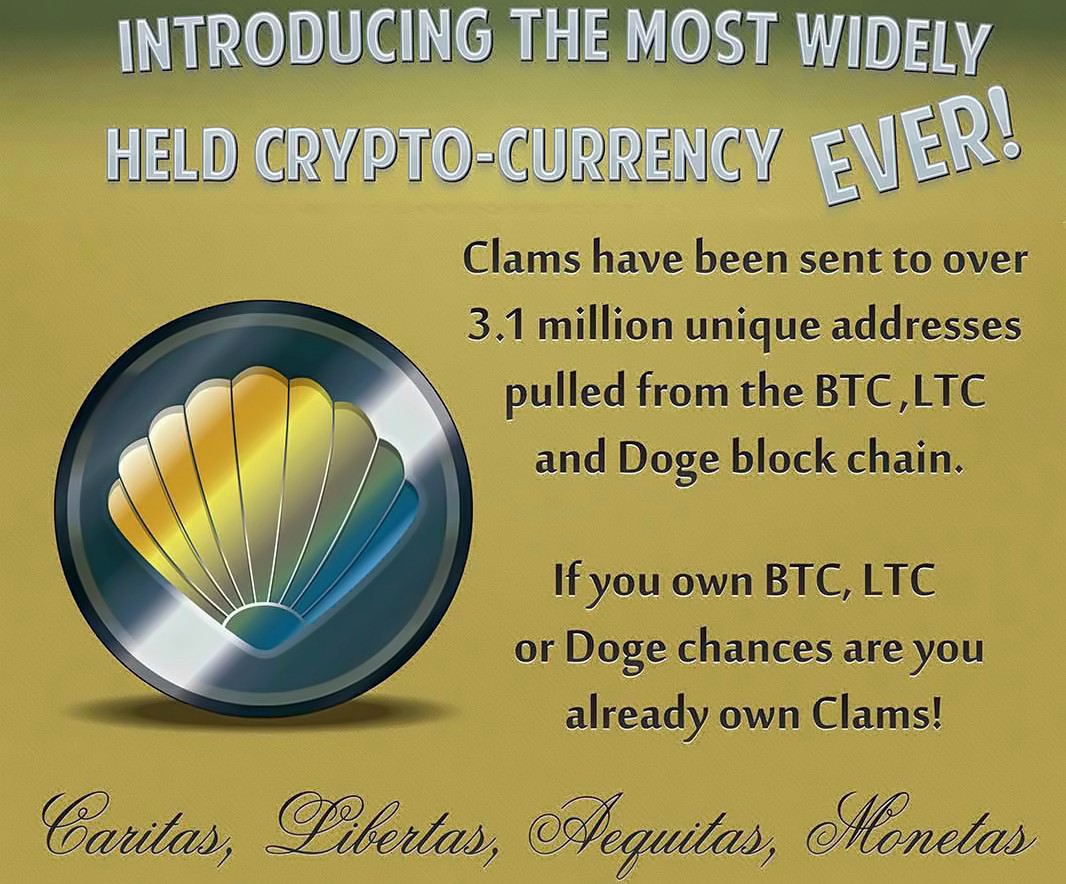 INTRODUCING THE MOST WIDELY
HELD CRYPTO-CURRENCY EVER!
Clams have been sent to over
3.1 million unique addresses
pulled from the BTC,LTC
and Doge block chain.
If you own BTC, LTC
or Doge chances are you
already own Clams!
Caritas, Libertas, Aequitas, Monetas